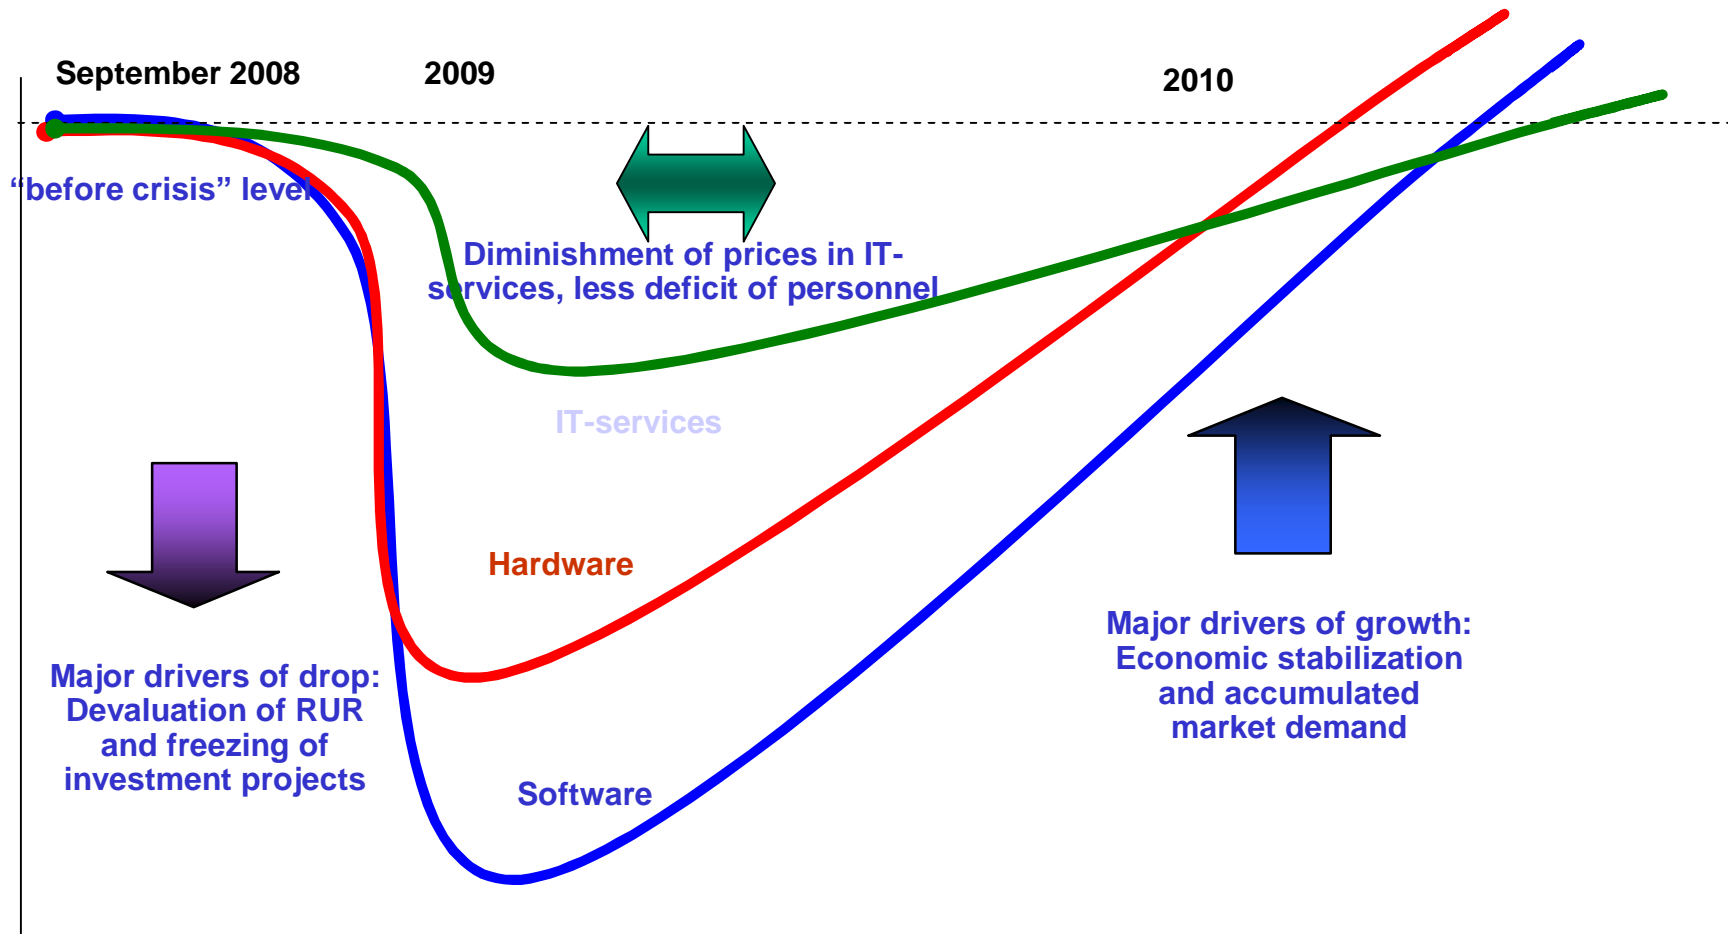 September 2008
2009
2010
“before crisis” level
Diminishment of prices in IT-
services, less deficit of personnel
IT-services
Hardware
Major drivers of growth:
Economic stabilization
and accumulated
market demand
Major drivers of drop:
Devaluation of RUR
and freezing of
investment projects
Software